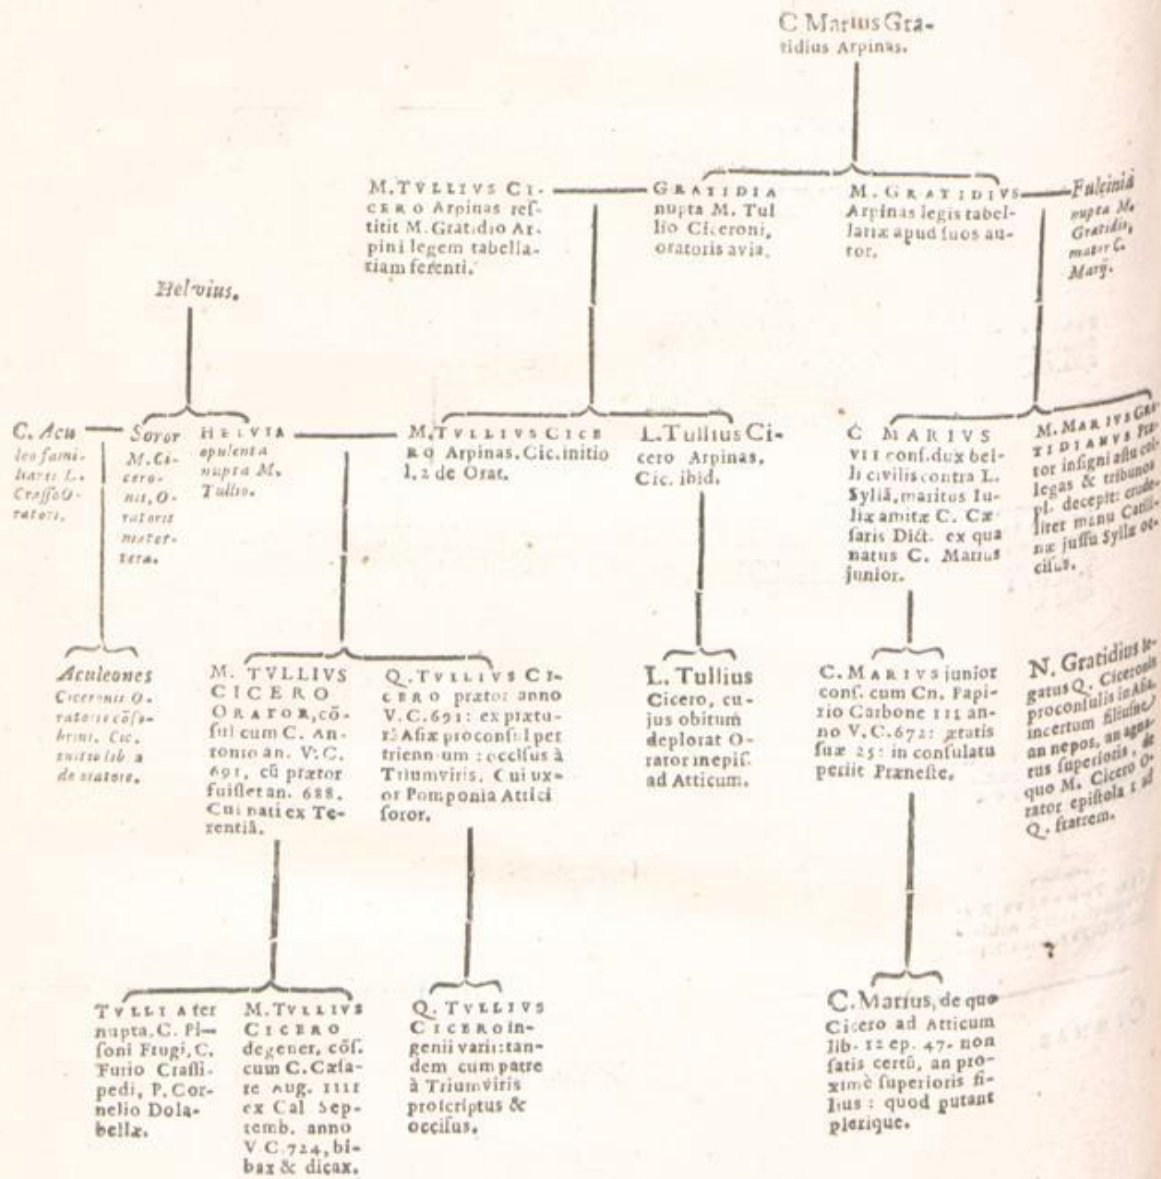 C Marius Gra-
tidius Arpinas.
M. TVLLIVS CI-
CERO Arpinas ref-
titit M. Gratidio Ar-
pini legem tabella-
riam ferenti.
GRATIDIA
nupta M. Tul
lio Ciceroni,
oratoris avia.
M. GRATIDIVS
Arpinas legis tabel-
lariæ apud suos au-
tor.
Fulcinia
nupta M.
Gratidio,
mater C.
Marij.
Helvius.
C. Acu
leo fami-
liaris L.
Crasso O-
ratori.
Soror
M. Ci-
cero-
nis, O-
ratoris
mater-
tera.
HELVIA
opulenta
nupta M.
Tullio.
M. TVLLIVS CICE
RO Arpinas. Cic. initio
l. 2 de Orat.
L. Tullius Ci-
cero Arpinas.
Cic. ibid.
C MARIVS
VII conf. dux bel-
li civilis contra L.
Syllā, maritus Iu-
liæ amitæ C. Cæ
saris Dict. ex qua
natus C. Marius
junior.
M. MARIVS GRA-
TIDIANVS Præ-
tor insigni astu col-
legas & tribunos
pl. decepit: crude-
liter manu Catili-
næ jussu Syllæ oc-
cisus.
Aculeones
Ciceronis O-
ratoris cōso-
brini. Cic.
initio lib 2
de oratore.
M. TVLLIVS
CICERO
ORATOR, cō-
sul cum C. An-
tonio an. V. C.
691, cū prætor
fuisset an. 688.
Cui nati ex Te-
rentiâ.
Q. TVLLIVS CI-
CERO prætor anno
V. C. 691: ex prætu-
râ Asiæ proconsul per
triennium: occisus à
Triumviris. Cui ux-
or Pomponia Attici
soror.
L. Tullius
Cicero, cu-
jus obitum
deplorat O-
rator in epis.
ad Atticum.
C. MARIVS junior
conf. cum Cn. Papi-
rio Carbone III an-
no V. C. 672: ætatis
suæ 25: in consulatu
periit Præneste.
N. Gratidius le-
gatus Q. Ciceronis
proconsulis in Asia,
incertum filiusne,
an nepos, an agna-
tus superioris, de
quo M. Cicero O-
rator epistola 1 ad
Q. fratrem.
TVLLIA ter
nupta, C. Pi-
soni Frugi, C.
Furio Crassi-
pedi, P. Cor-
nelio Dola-
bellæ.
M. TVLLIVS
CICERO
degener, cōf.
cum C. Cæsa-
re Aug. IIII
ex Cal Sep-
temb. anno
V. C. 724, bi-
bax & dicax.
Q. TVLLIVS
CICERO in-
genii varii: tan-
dem cum patre
à Triumviris
proscriptus &
occisus.
C. Marius, de quo
Cicero ad Atticum
lib. 12 ep. 47. non
satis certū, an pro-
ximè superioris fi-
lius: quod putant
plerique.